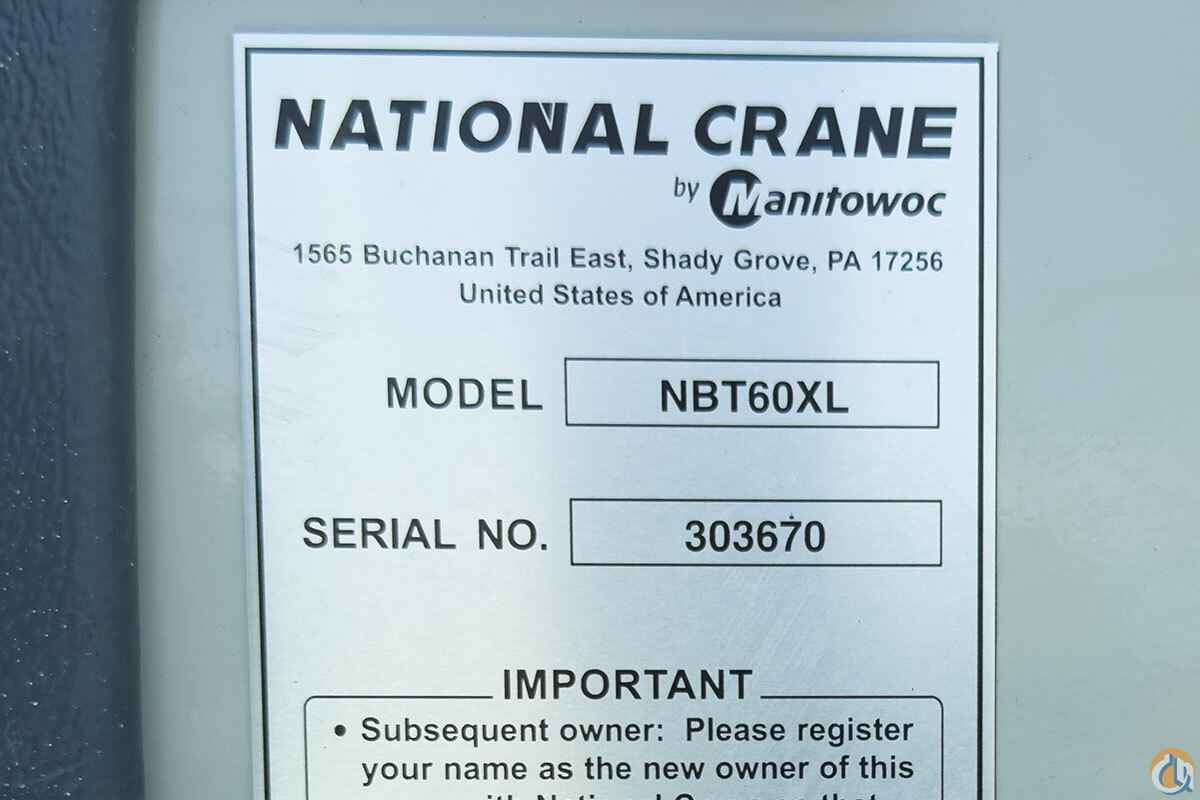 NATIONAL CRANE
by Manitowoc
1565 Buchanan Trail East, Shady Grove, PA 17256
United States of America
MODEL NBT60XL
SERIAL NO. 303670
IMPORTANT
• Subsequent owner: Please register
your name as the new owner of this